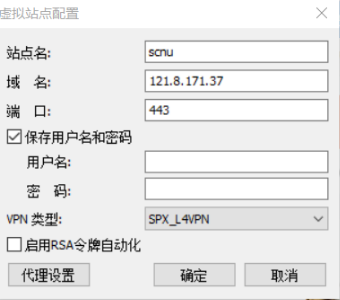 虚拟站点配置
站点名: scnu
域 名: 121.8.171.37
端 口: 443
保存用户名和密码
用户名:
密 码:
VPN 类型: SPX_L4VPN
启用RSA令牌自动化
代理设置 确定 取消